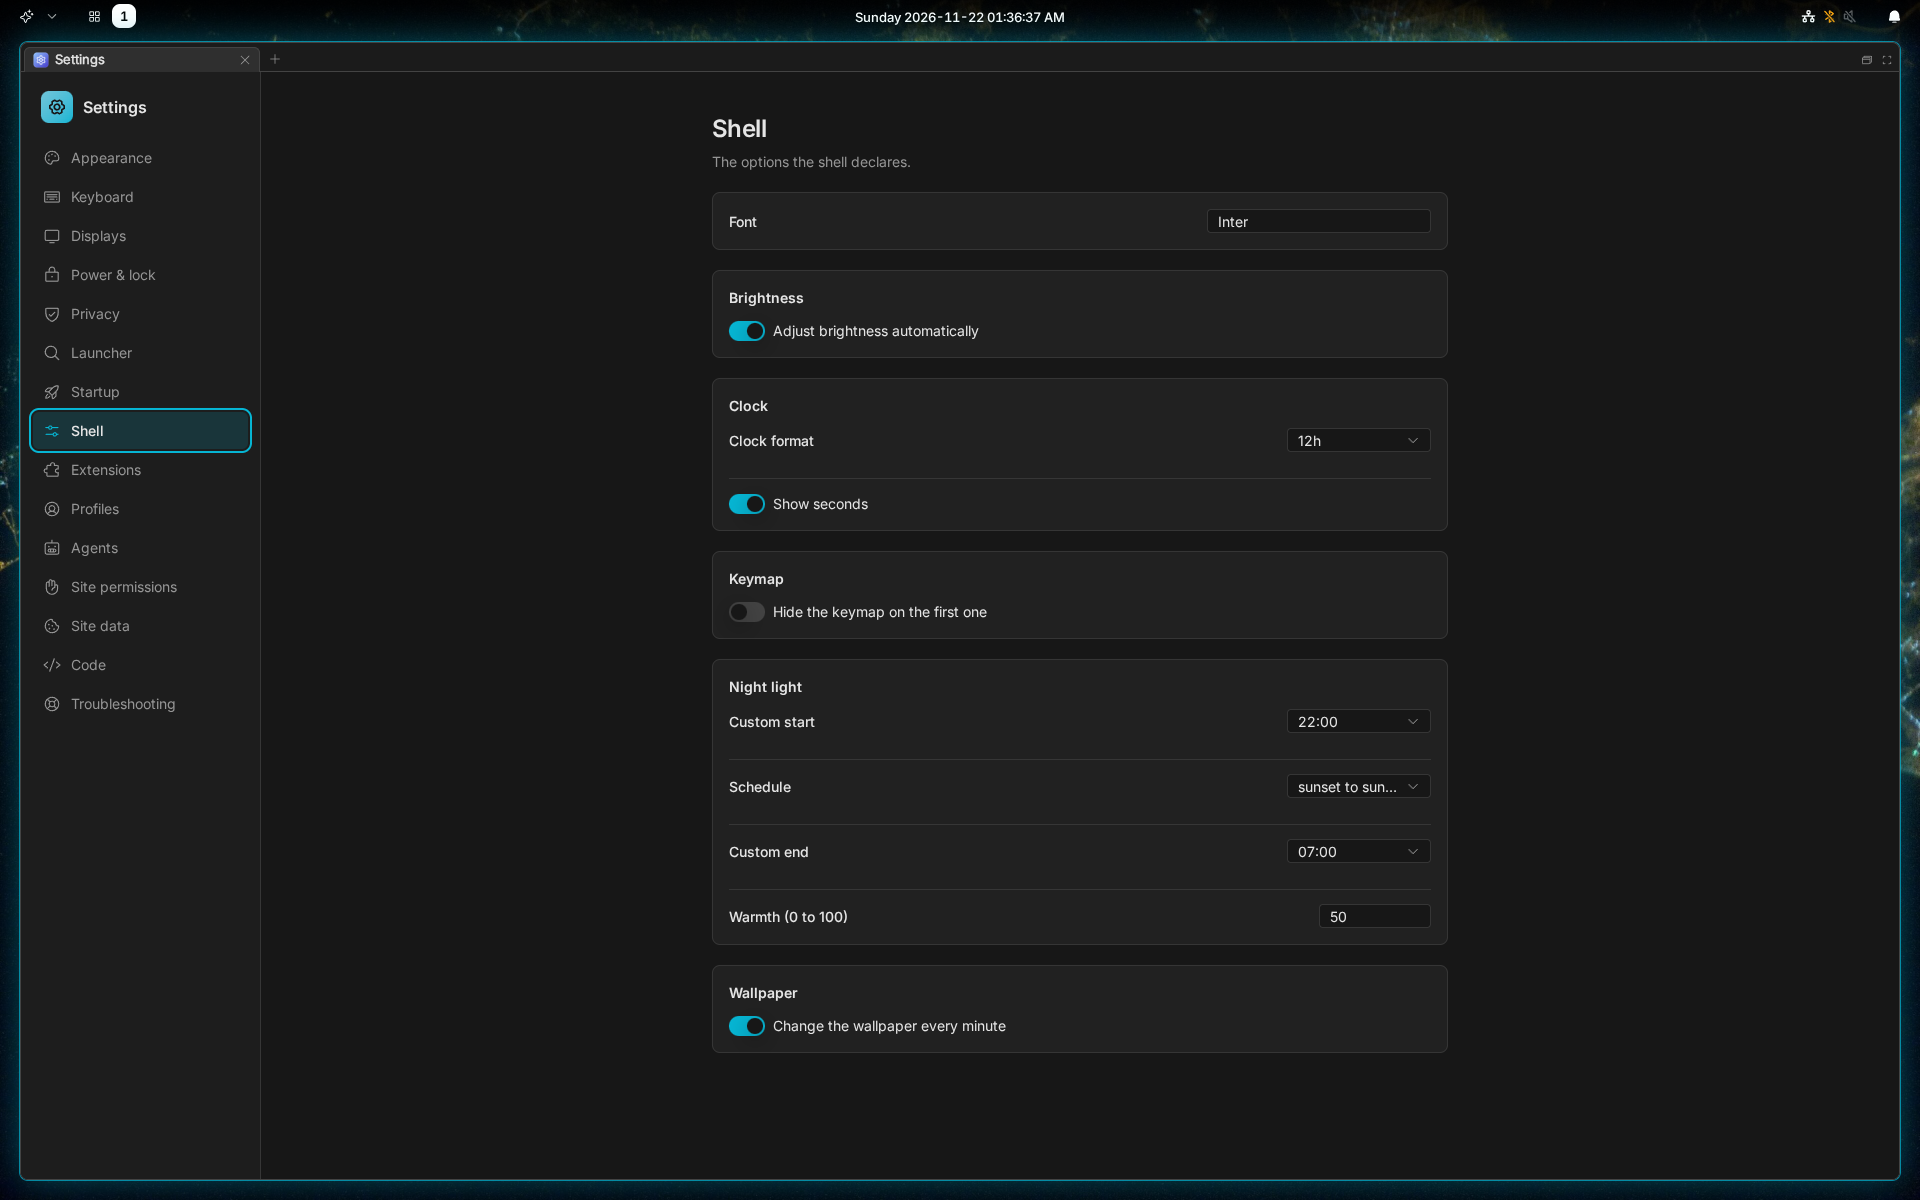 1
Sunday 2026-11-22 01:36:37 AM
Settings
Settings
Appearance
Keyboard
Displays
Power & lock
Privacy
Launcher
Startup
Shell
Extensions
Profiles
Agents
Site permissions
Site data
Code
Troubleshooting
Shell
The options the shell declares.
Font
Inter
Brightness
Adjust brightness automatically
Clock
Clock format
12h
Show seconds
Keymap
Hide the keymap on the first one
Night light
Custom start
22:00
Schedule
sunset to sun...
Custom end
07:00
Warmth (0 to 100)
50
Wallpaper
Change the wallpaper every minute